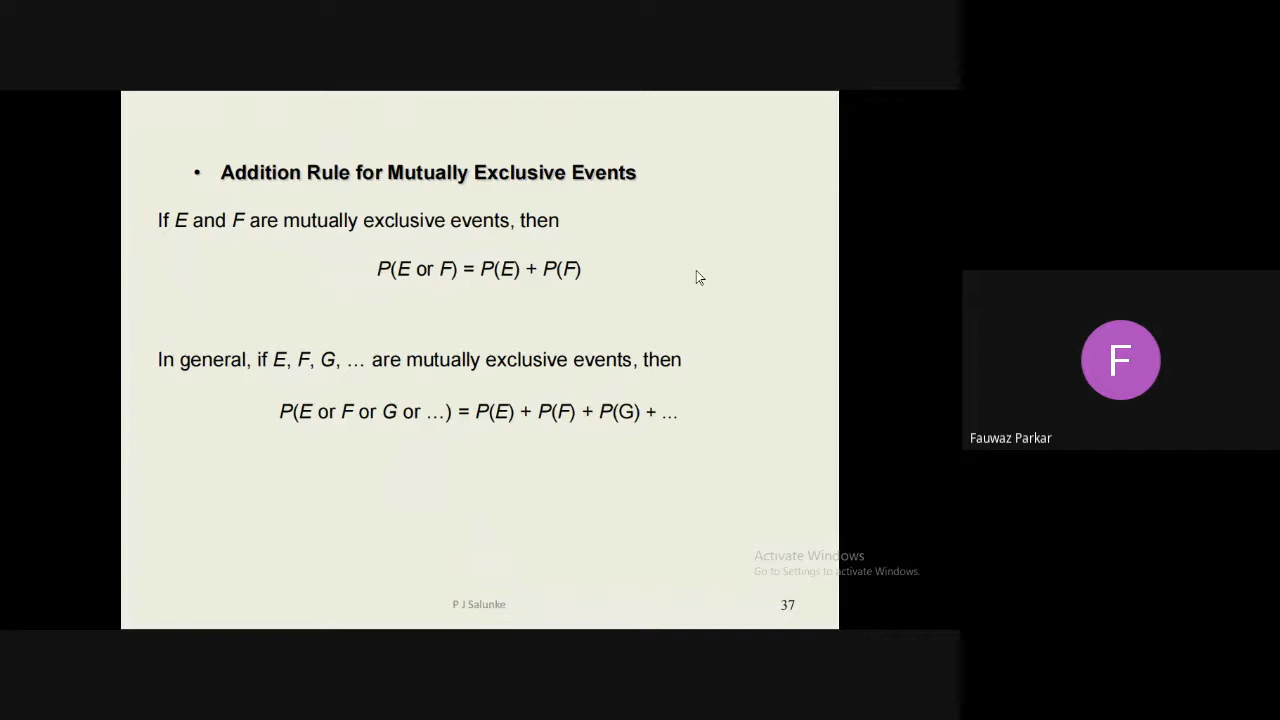 • Addition Rule for Mutually Exclusive Events
If E and F are mutually exclusive events, then
P(E or F) = P(E) + P(F)
In general, if E, F, G, … are mutually exclusive events, then
P(E or F or G or …) = P(E) + P(F) + P(G) + …
F
Fauwaz Parkar
Activate Windows
Go to Settings to activate Windows.
P J Salunke
37